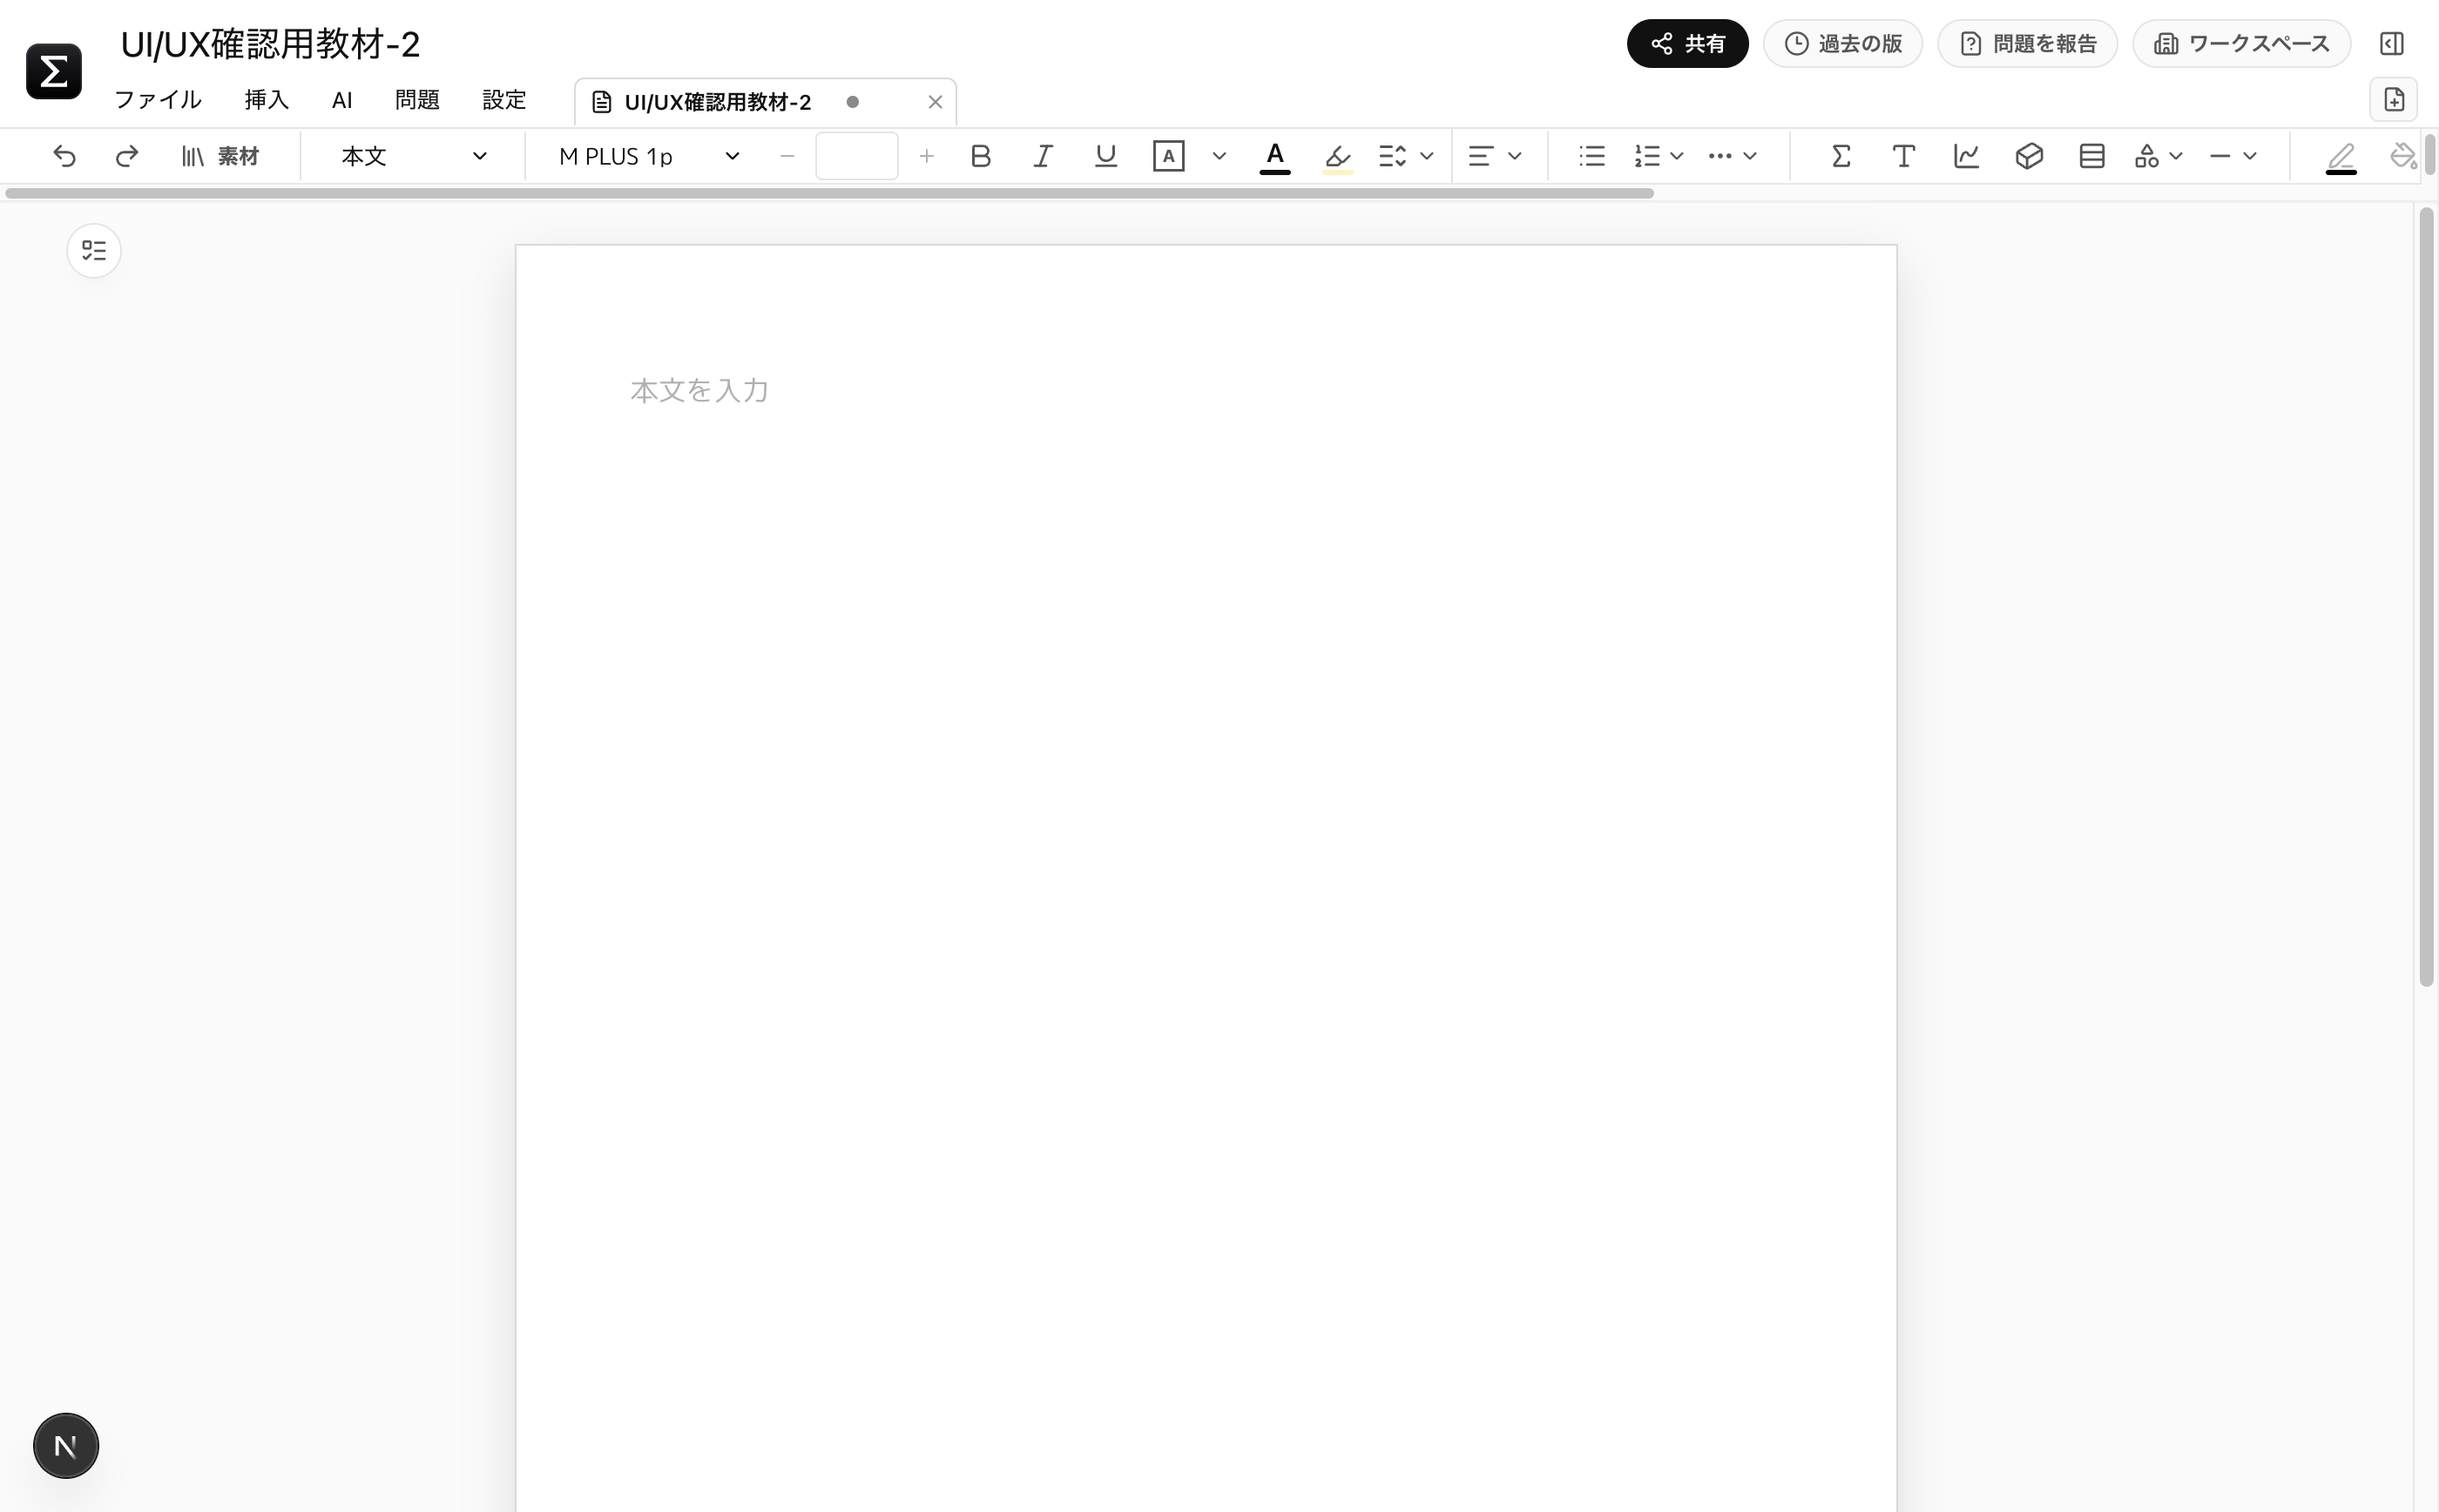 UI/UX確認用教材-2
共有
過去の版
問題を報告
ワークスペース
ファイル
挿入
AI
問題
設定
UI/UX確認用教材-2
素材
本文
M PLUS 1p
本文を入力